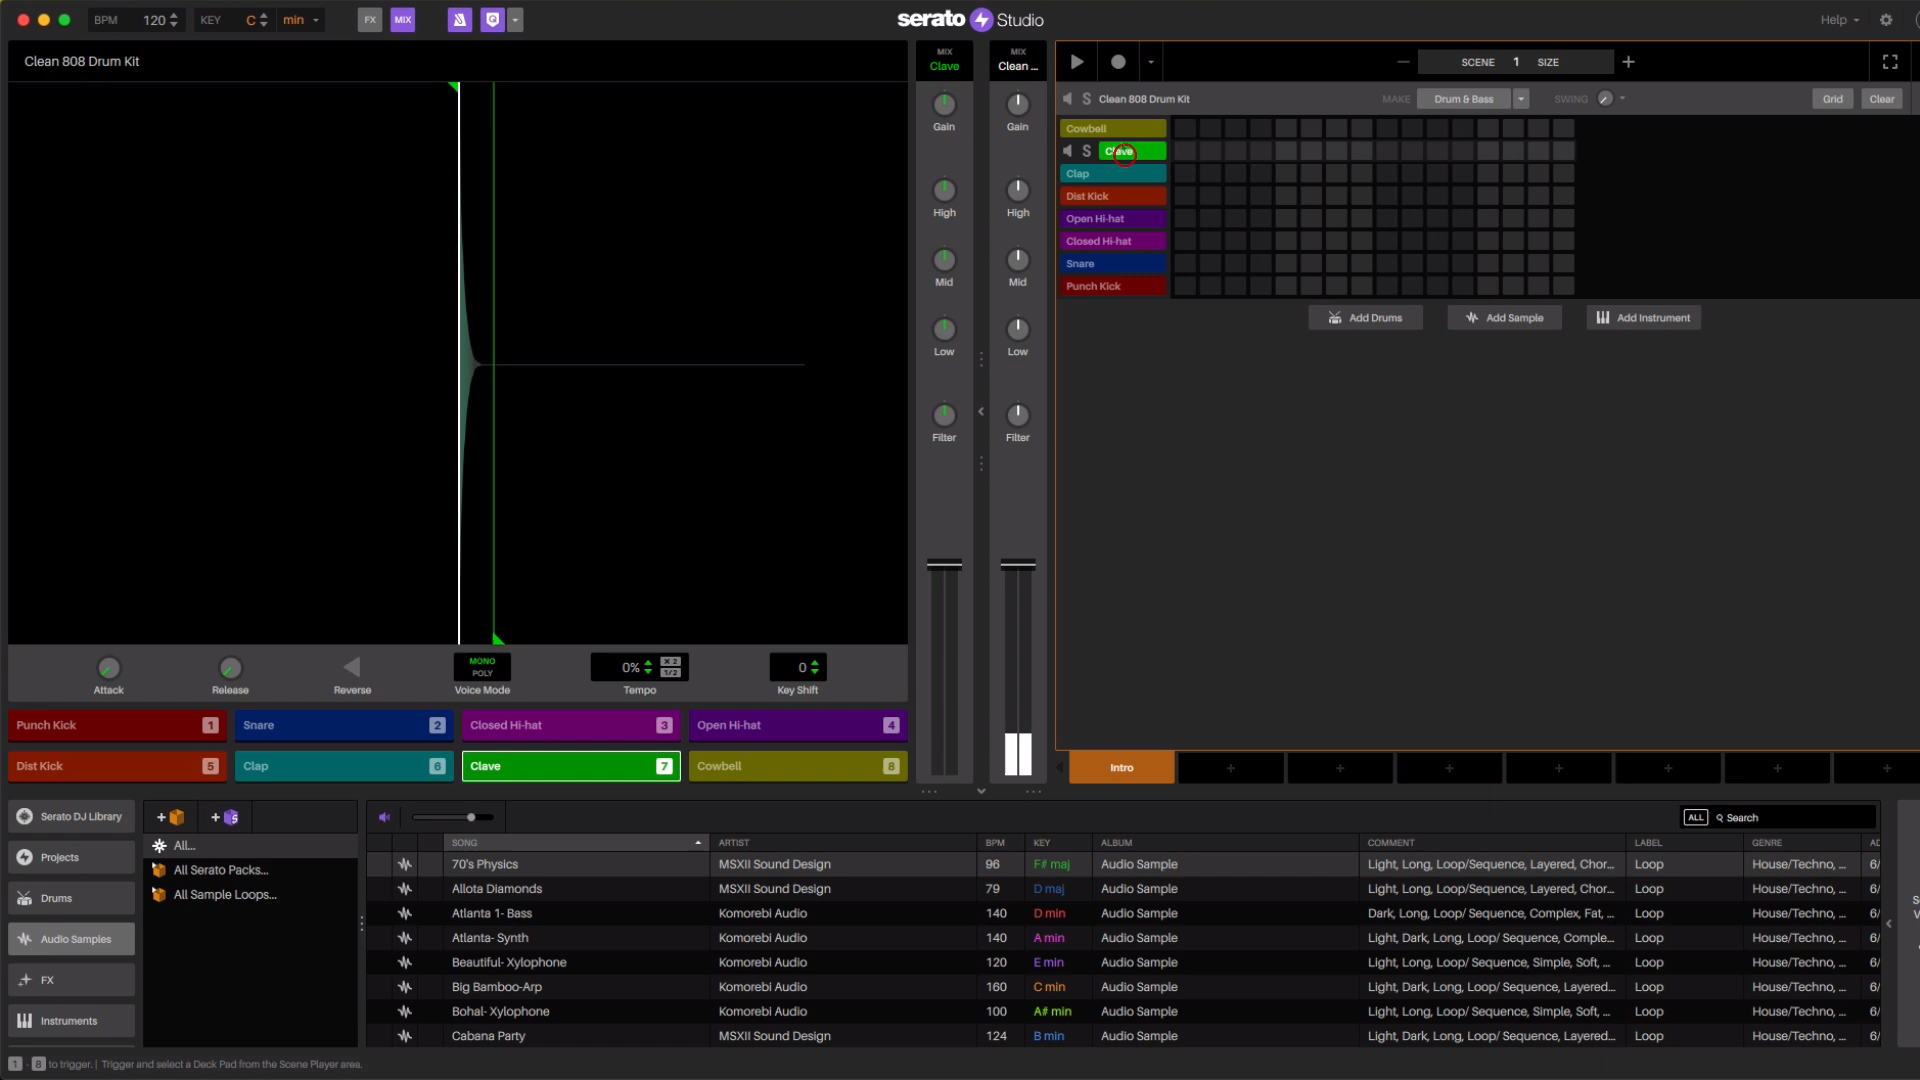 BPM 120 KEY C min FX MIX serato Studio Help
Clean 808 Drum Kit
MIX Clave
MIX Clean ...
Gain
High
Mid
Low
Filter
Gain
High
Mid
Low
Filter
SCENE 1 SIZE
S Clean 808 Drum Kit MAKE Drum & Bass SWING Grid Clear
Cowbell
S Clave
Clap
Dist Kick
Open Hi-hat
Closed Hi-hat
Snare
Punch Kick
Add Drums Add Sample Add Instrument
Attack
Release
Reverse
MONO
POLY
Voice Mode
0% X 2
1/2
Tempo
0
Key Shift
Punch Kick 1 Snare 2 Closed Hi-hat 3 Open Hi-hat 4
Dist Kick 5 Clap 6 Clave 7 Cowbell 8
Intro
Serato DJ Library
Projects
Drums
Audio Samples
FX
Instruments
All...
All Serato Packs...
All Sample Loops...
ALL Search
SONG ARTIST BPM KEY ALBUM COMMENT LABEL GENRE
70's Physics MSXII Sound Design 96 F# maj Audio Sample Light, Long, Loop/Sequence, Layered, Chor... Loop House/Techno, ... 6/
Allota Diamonds MSXII Sound Design 79 D maj Audio Sample Light, Long, Loop/Sequence, Layered, Chor... Loop House/Techno, ... 6/
Atlanta 1- Bass Komorebi Audio 140 D min Audio Sample Dark, Long, Loop/ Sequence, Complex, Fat, ... Loop House/Techno, ... 6/
Atlanta- Synth Komorebi Audio 140 A min Audio Sample Light, Dark, Long, Loop/ Sequence, Comple... Loop House/Techno, ... 6/
Beautiful- Xylophone Komorebi Audio 120 E min Audio Sample Light, Long, Loop/ Sequence, Simple, Soft, ... Loop House/Techno, ... 6/
Big Bamboo-Arp Komorebi Audio 160 C min Audio Sample Light, Dark, Long, Loop/ Sequence, Layered... Loop House/Techno, ... 6/
Bohal- Xylophone Komorebi Audio 100 A# min Audio Sample Light, Long, Loop/ Sequence, Simple, Soft, ... Loop House/Techno, ... 6/
Cabana Party MSXII Sound Design 124 B min Audio Sample Light, Dark, Long, Loop/Sequence, Layered... Loop House/Techno, ... 6/
1 - 8 to trigger. | Trigger and select a Deck Pad from the Scene Player area.